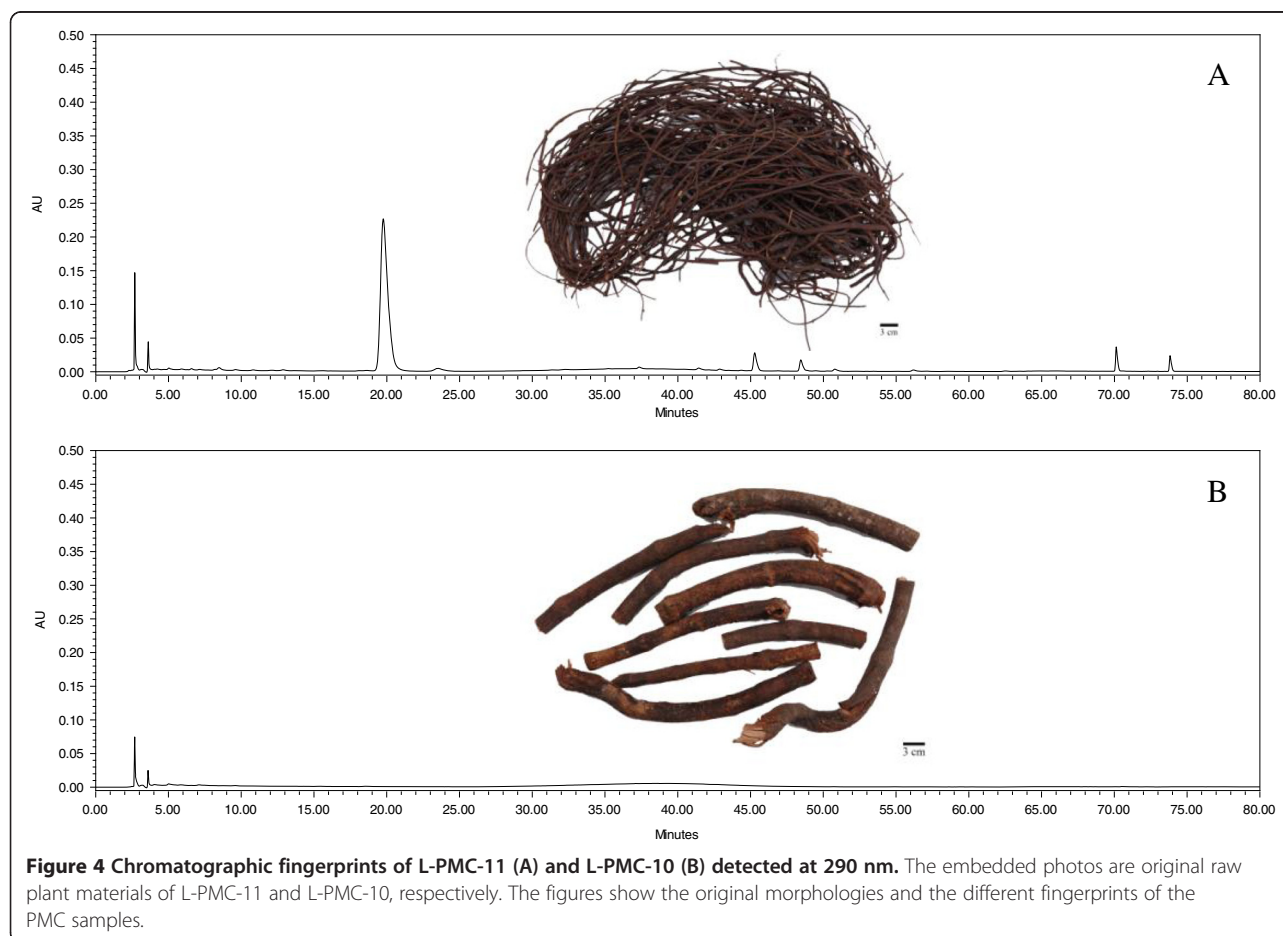 0.50
0.45
0.40
0.35
0.30
0.25
0.20
0.15
0.10
0.05
0.00
AU
A
3 cm
0.00 5.00 10.00 15.00 20.00 25.00 30.00 35.00 40.00 45.00 50.00 55.00 60.00 65.00 70.00 75.00 80.00
Minutes
0.50
0.45
0.40
0.35
0.30
0.25
0.20
0.15
0.10
0.05
0.00
AU
B
3 cm
0.00 5.00 10.00 15.00 20.00 25.00 30.00 35.00 40.00 45.00 50.00 55.00 60.00 65.00 70.00 75.00 80.00
Minutes
Figure 4 Chromatographic fingerprints of L-PMC-11 (A) and L-PMC-10 (B) detected at 290 nm. The embedded photos are original raw
plant materials of L-PMC-11 and L-PMC-10, respectively. The figures show the original morphologies and the different fingerprints of the
PMC samples.